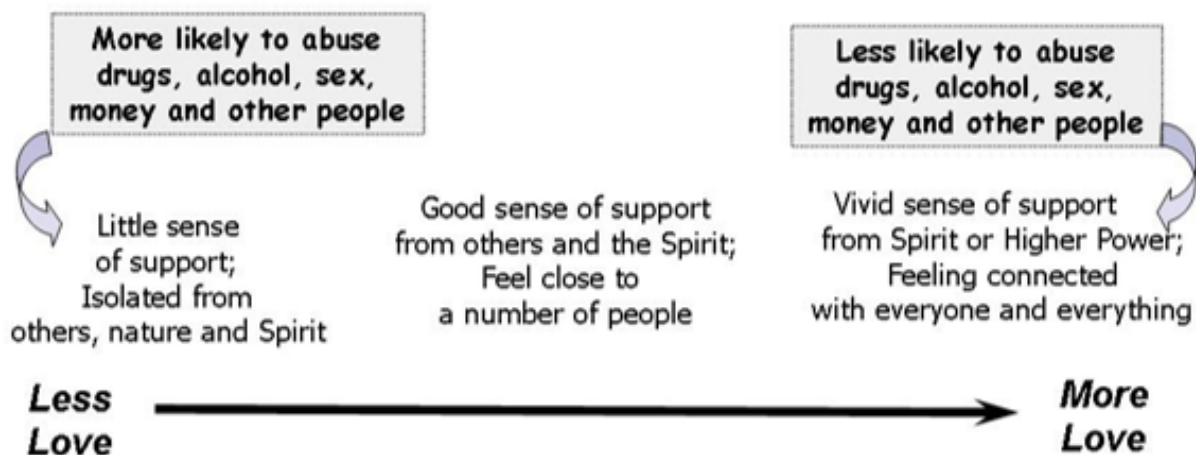 More likely to abuse
drugs, alcohol, sex,
money and other people
Less likely to abuse
drugs, alcohol, sex,
money and other people
Little sense
of support;
Isolated from
others, nature and Spirit
Good sense of support
from others and the Spirit;
Feel close to
a number of people
Vivid sense of support
from Spirit or Higher Power;
Feeling connected
with everyone and everything
Less
Love
More
Love